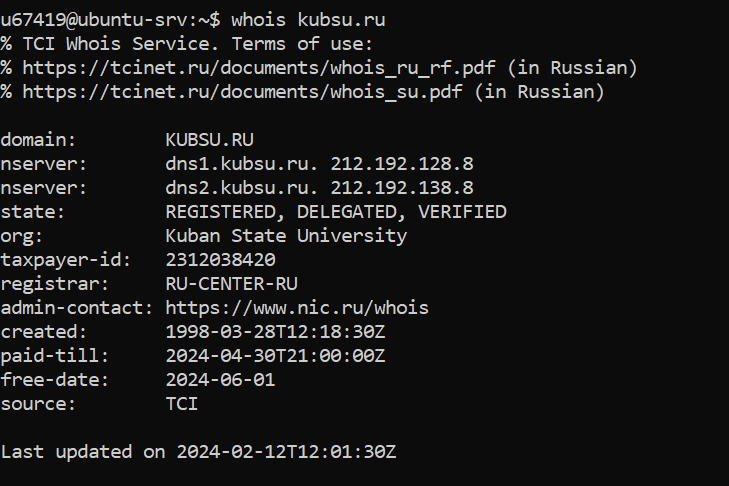 u67419@ubuntu-srv:~$ whois kubsu.ru
% TCI Whois Service. Terms of use:
% https://tcinet.ru/documents/whois_ru_rf.pdf (in Russian)
% https://tcinet.ru/documents/whois_su.pdf (in Russian)

domain:        KUBSU.RU
nserver:       dns1.kubsu.ru. 212.192.128.8
nserver:       dns2.kubsu.ru. 212.192.138.8
state:         REGISTERED, DELEGATED, VERIFIED
org:           Kuban State University
taxpayer-id:   2312038420
registrar:     RU-CENTER-RU
admin-contact: https://www.nic.ru/whois
created:       1998-03-28T12:18:30Z
paid-till:     2024-04-30T21:00:00Z
free-date:     2024-06-01
source:        TCI

Last updated on 2024-02-12T12:01:30Z